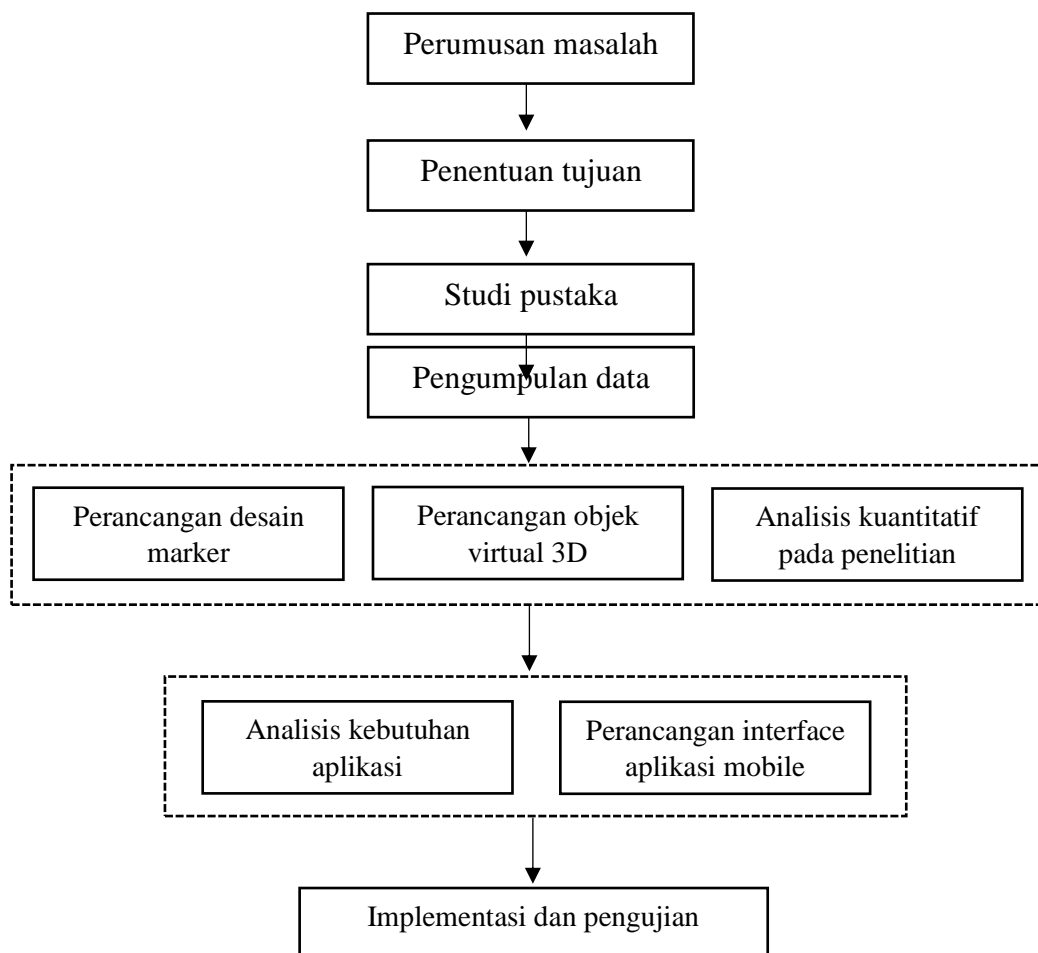 Perumusan masalah
Penentuan tujuan
Studi pustaka
Pengumpulan data
Perancangan desain
marker
Perancangan objek
virtual 3D
Analisis kuantitatif
pada penelitian
Analisis kebutuhan
aplikasi
Perancangan interface
aplikasi mobile
Implementasi dan pengujian